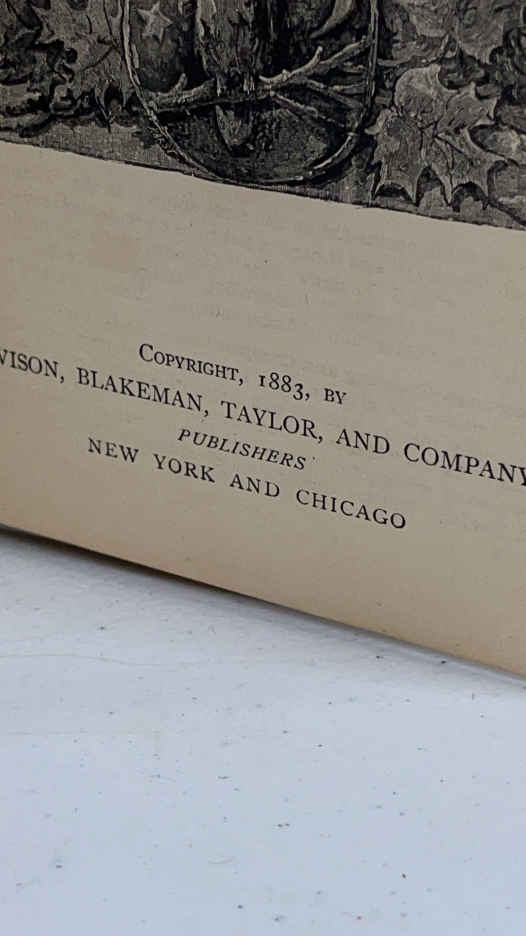 Copyright, 1883, by
VISON, BLAKEMAN, TAYLOR, AND COMPANY
PUBLISHERS
NEW YORK AND CHICAGO